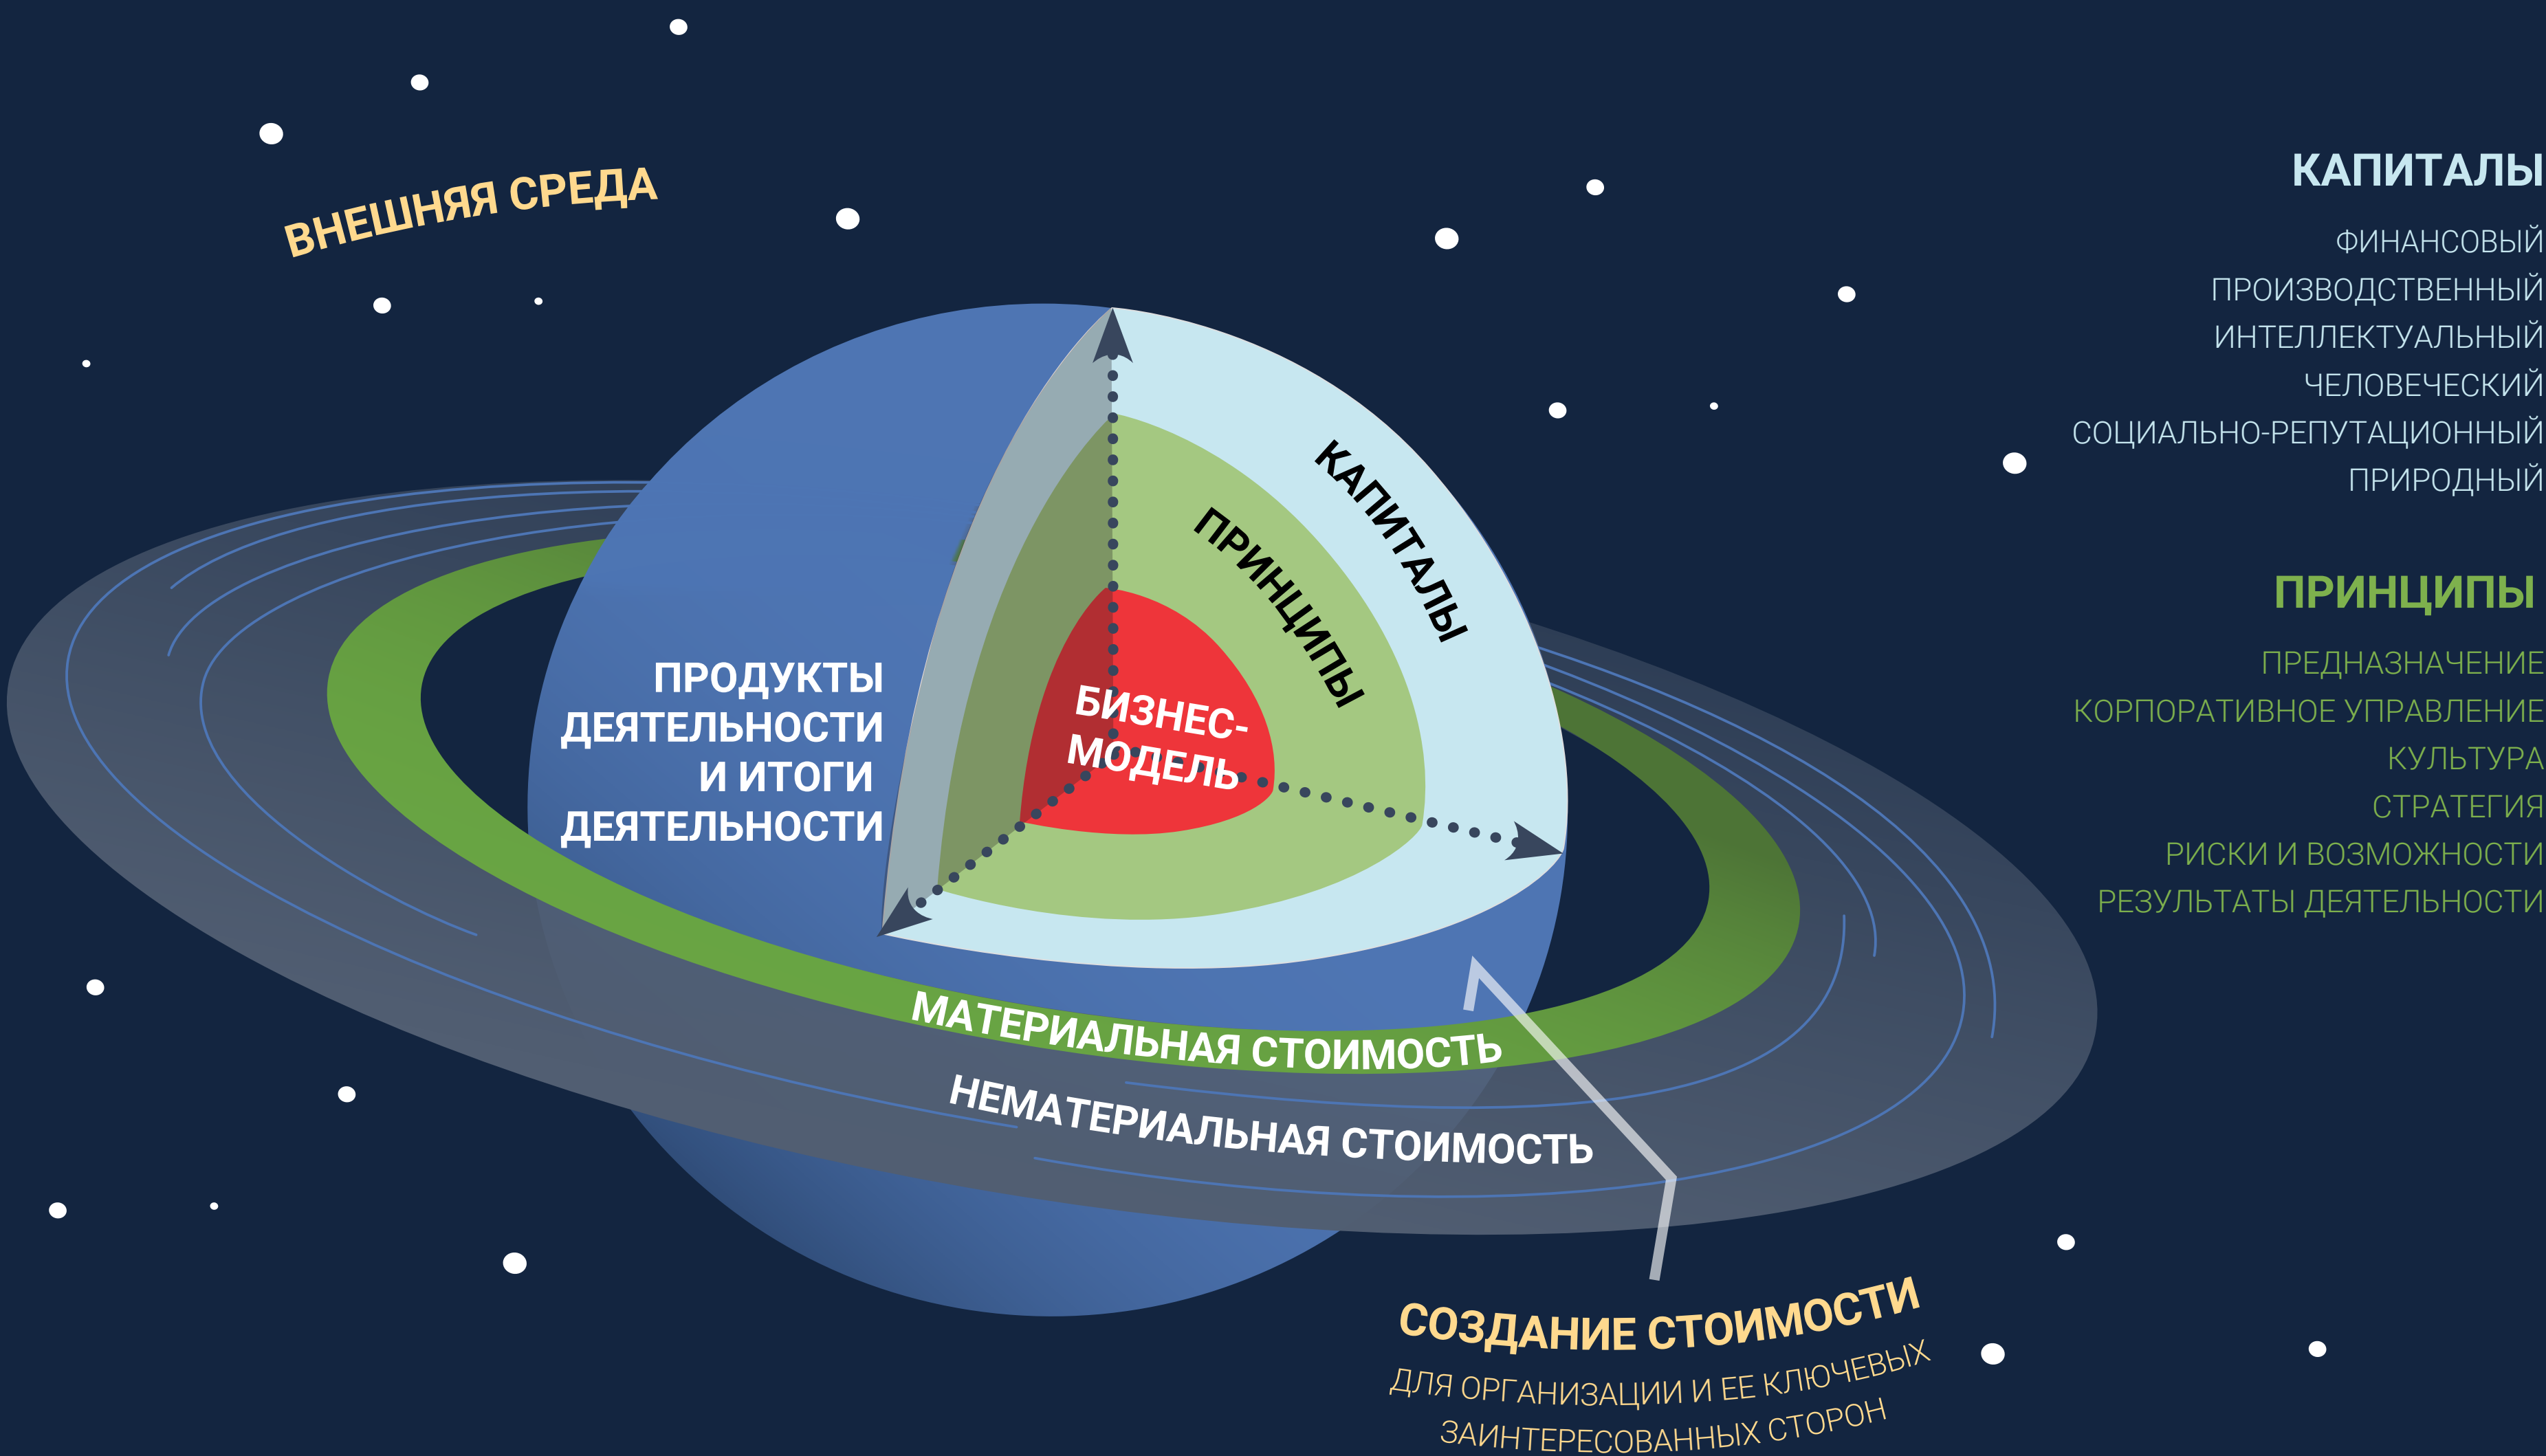 ВНЕШНЯЯ СРЕДА
КАПИТАЛЫ
ФИНАНСОВЫЙ
ПРОИЗВОДСТВЕННЫЙ
ИНТЕЛЛЕКТУАЛЬНЫЙ
ЧЕЛОВЕЧЕСКИЙ
СОЦИАЛЬНО-РЕПУТАЦИОННЫЙ
ПРИРОДНЫЙ
ПРИНЦИПЫ
ПРЕДНАЗНАЧЕНИЕ
КОРПОРАТИВНОЕ УПРАВЛЕНИЕ
КУЛЬТУРА
СТРАТЕГИЯ
РИСКИ И ВОЗМОЖНОСТИ
РЕЗУЛЬТАТЫ ДЕЯТЕЛЬНОСТИ
КАПИТАЛЫ
ПРИНЦИПЫ
БИЗНЕС-
МОДЕЛЬ
ПРОДУКТЫ
ДЕЯТЕЛЬНОСТИ
И ИТОГИ
ДЕЯТЕЛЬНОСТИ
МАТЕРИАЛЬНАЯ СТОИМОСТЬ
НЕМАТЕРИАЛЬНАЯ СТОИМОСТЬ
СОЗДАНИЕ СТОИМОСТИ
ДЛЯ ОРГАНИЗАЦИИ И ЕЕ КЛЮЧЕВЫХ
ЗАИНТЕРЕСОВАННЫХ СТОРОН